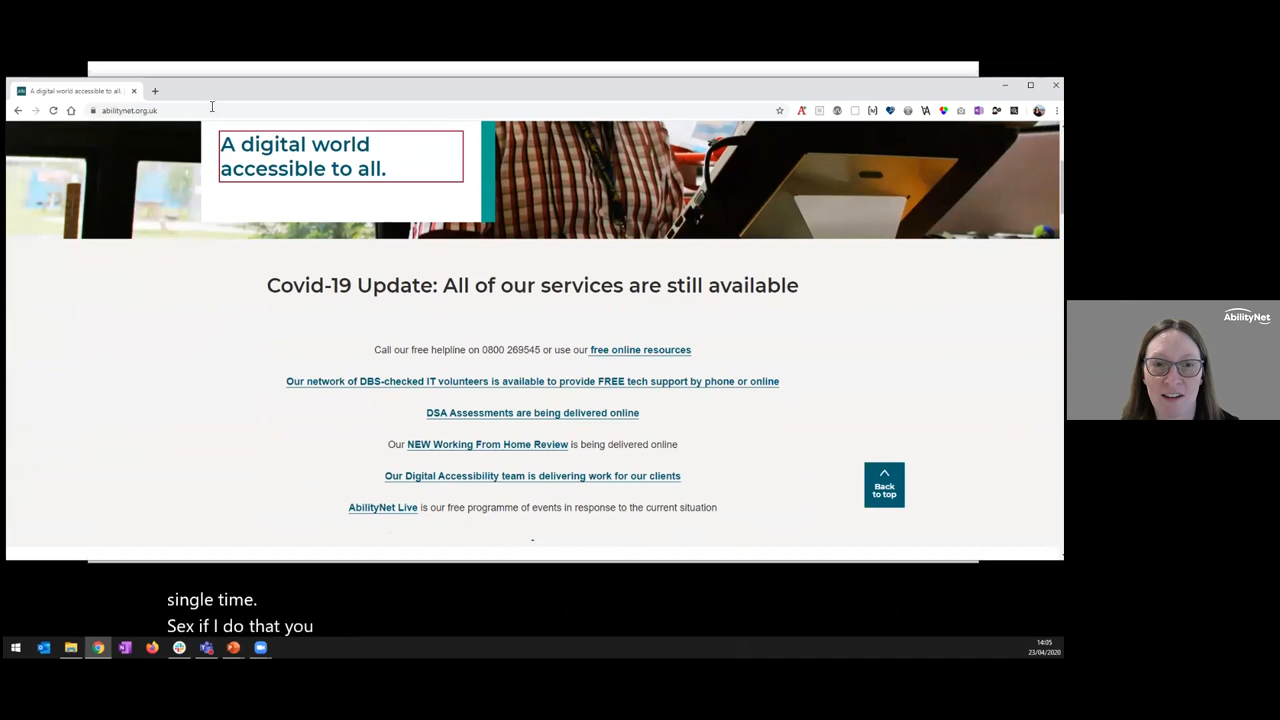 A digital world accessible to all.
abilitynet.org.uk
A digital world
accessible to all.
Covid-19 Update: All of our services are still available
Call our free helpline on 0800 269545 or use our free online resources
Our network of DBS-checked IT volunteers is available to provide FREE tech support by phone or online
DSA Assessments are being delivered online
Our NEW Working From Home Review is being delivered online
Our Digital Accessibility team is delivering work for our clients
AbilityNet Live is our free programme of events in response to the current situation
Back
to top
AbilityNet
single time.
Sex if I do that you
14:05
23/04/2020